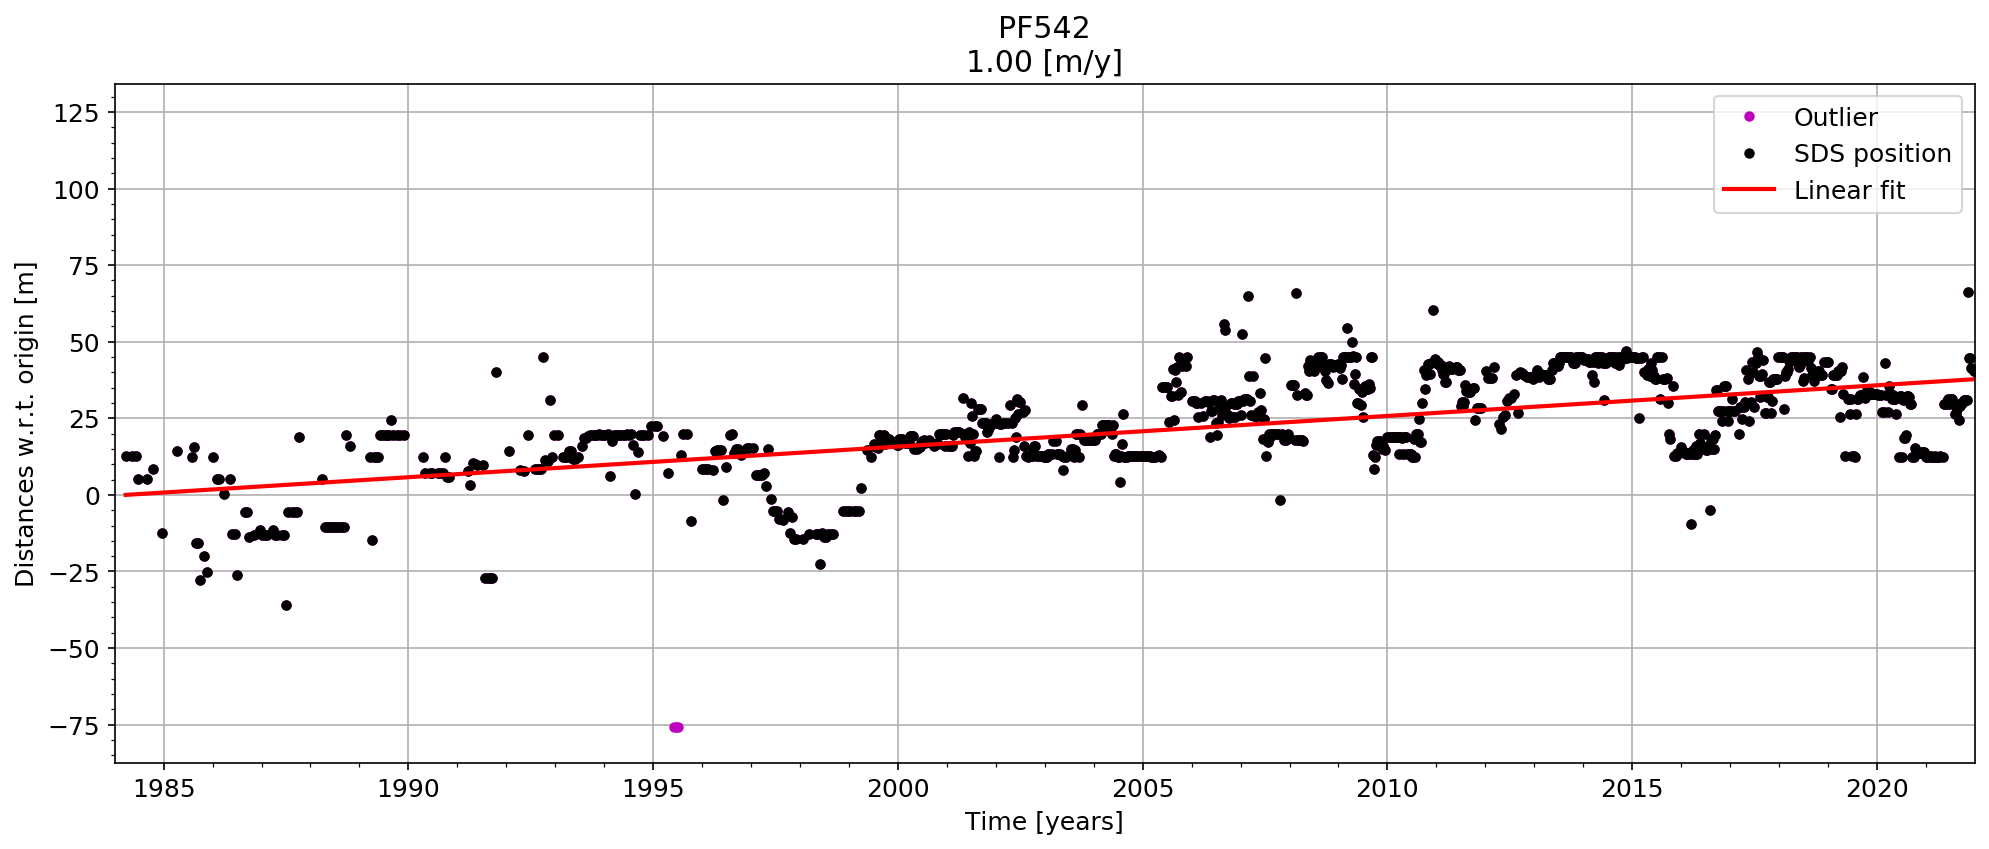 PF542
1.00 [m/y]
Distances w.r.t. origin [m]
125
100
75
50
25
0
−25
−50
−75
Outlier
SDS position
Linear fit
1985 1990 1995 2000 2005 2010 2015 2020
Time [years]